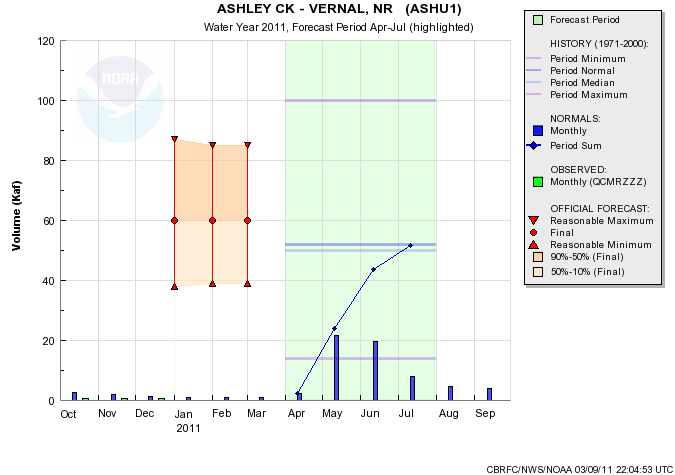 ASHLEY CK - VERNAL, NR (ASHU1)
Water Year 2011, Forecast Period Apr-Jul (highlighted)
Volume (Kaf)
120
100
80
60
40
20
0
NOAA
Oct Nov Dec Jan Feb Mar Apr May Jun Jul Aug Sep
2011
Forecast Period
HISTORY (1971-2000):
Period Minimum
Period Normal
Period Median
Period Maximum
NORMALS:
Monthly
Period Sum
OBSERVED:
Monthly (QCMRZZZ)
OFFICIAL FORECAST:
Reasonable Maximum
Final
Reasonable Minimum
90%-50% (Final)
50%-10% (Final)
CBRFC/NWS/NOAA 03/09/11 22:04:53 UTC